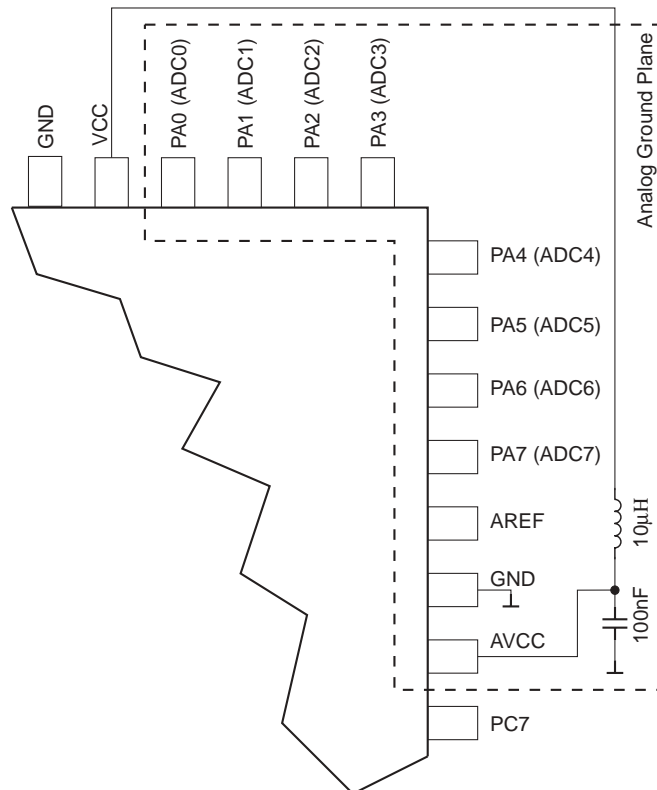 GND
VCC
PA0 (ADC0)
PA1 (ADC1)
PA2 (ADC2)
PA3 (ADC3)
Analog Ground Plane
PA4 (ADC4)
PA5 (ADC5)
PA6 (ADC6)
PA7 (ADC7)
AREF
10μH
GND
AVCC
100nF
PC7